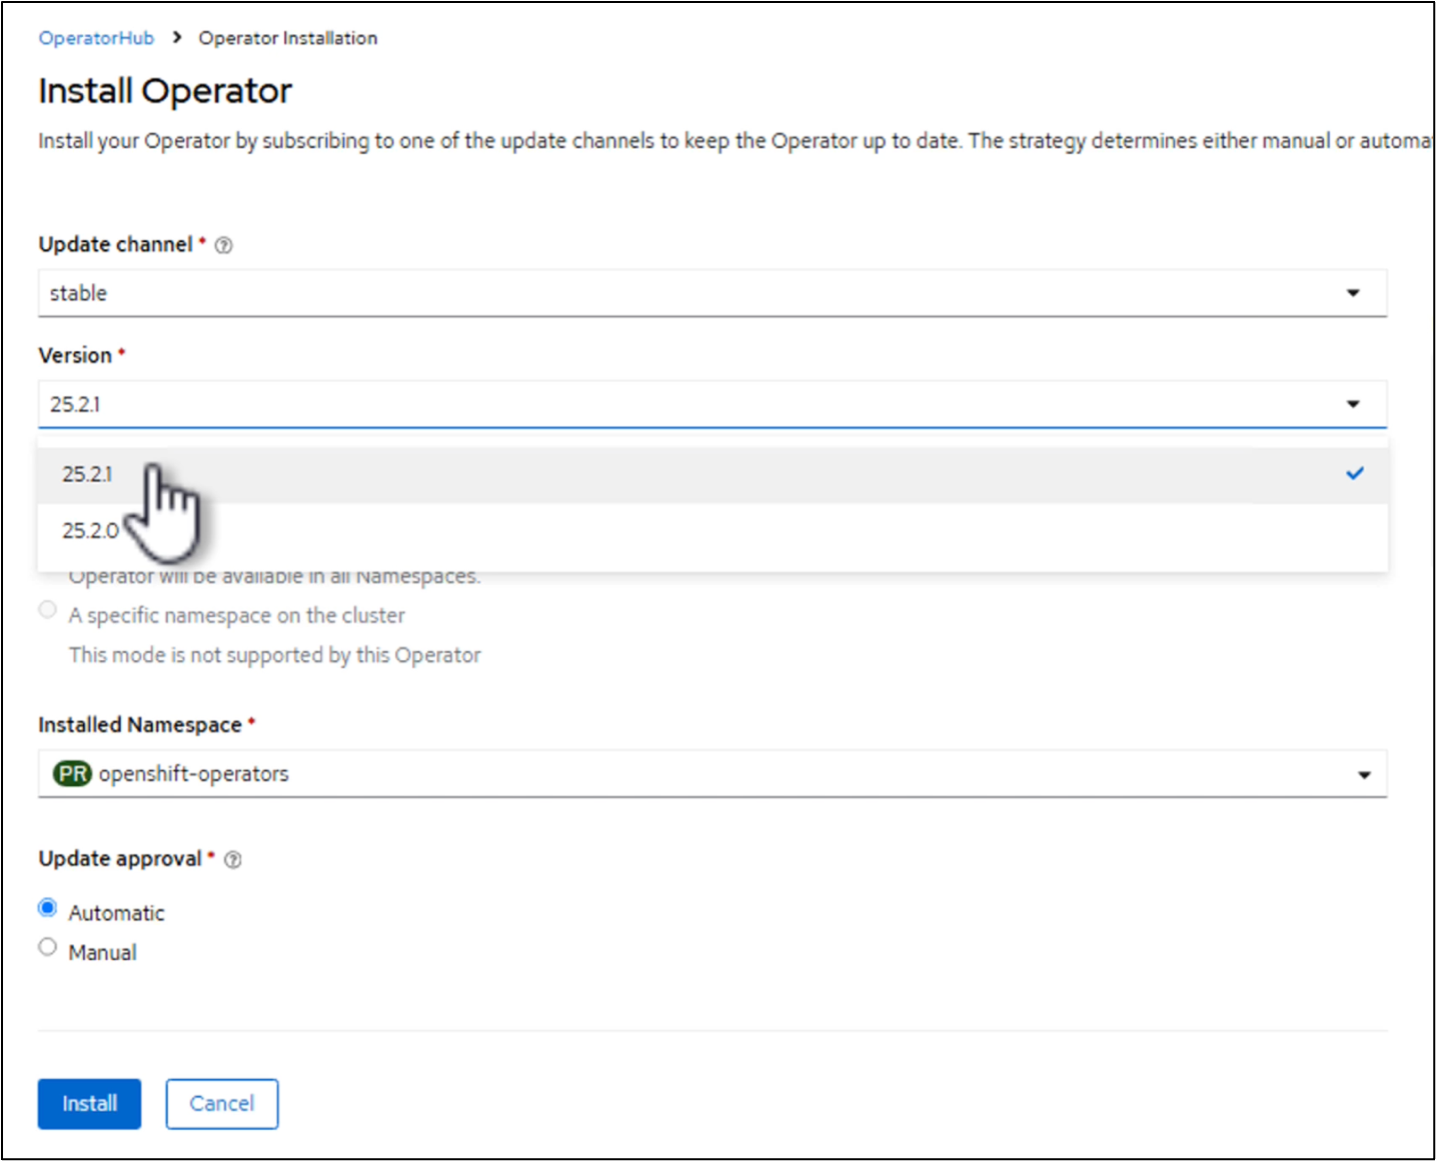 OperatorHub > Operator Installation
Install Operator
Install your Operator by subscribing to one of the update channels to keep the Operator up to date. The strategy determines either manual or automa
Update channel *
stable
Version *
25.2.1
25.2.1
25.2.0
Operator will be available in all Namespaces.
A specific namespace on the cluster
This mode is not supported by this Operator
Installed Namespace *
PR openshift-operators
Update approval *
Automatic
Manual
Install Cancel